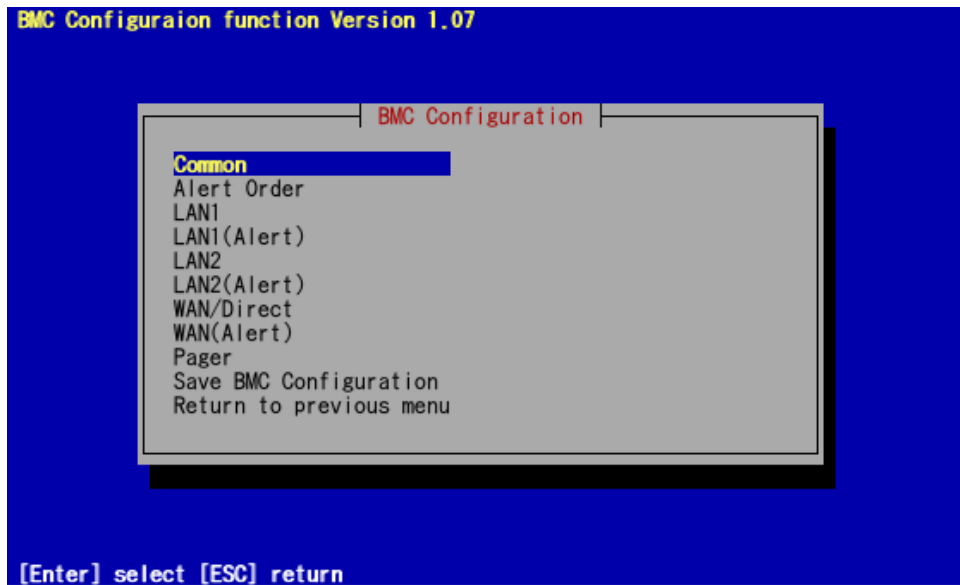 BMC Configuraion function Version 1.07
BMC Configuration
Common
Alert Order
LAN1
LAN1(Alert)
LAN2
LAN2(Alert)
WAN/Direct
WAN(Alert)
Pager
Save BMC Configuration
Return to previous menu
[Enter] select [ESC] return